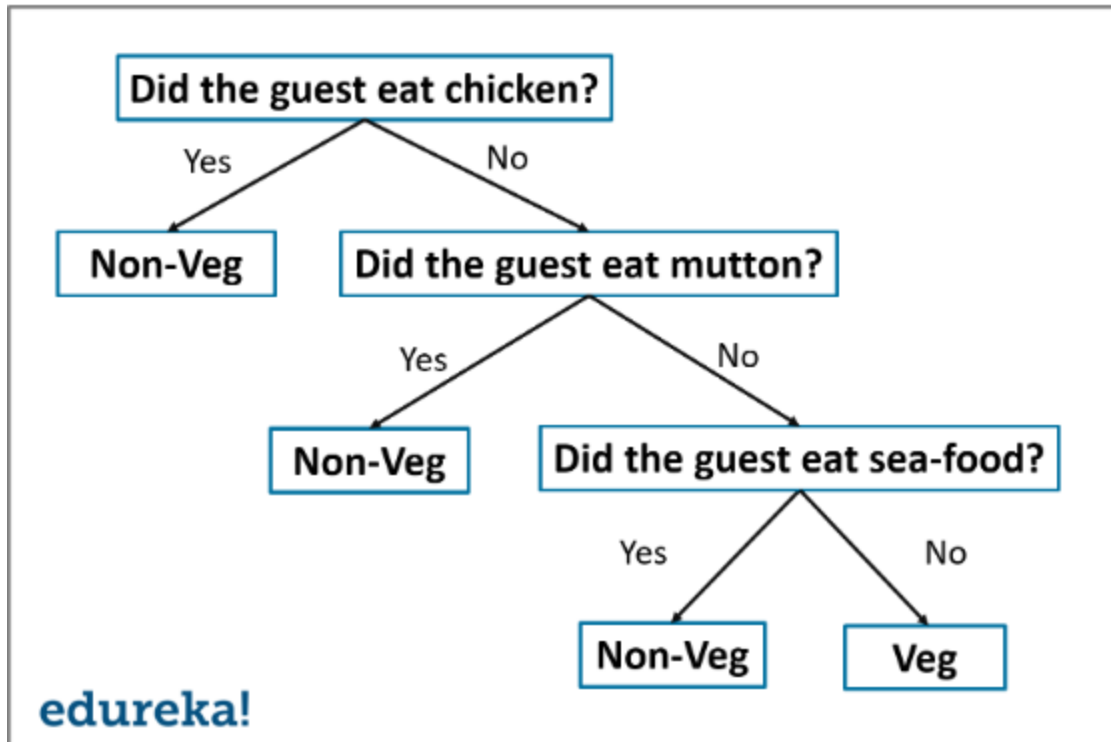 Did the guest eat chicken?
Yes
No
Non-Veg
Did the guest eat mutton?
Yes
No
Non-Veg
Did the guest eat sea-food?
Yes
No
Non-Veg
Veg
edureka!